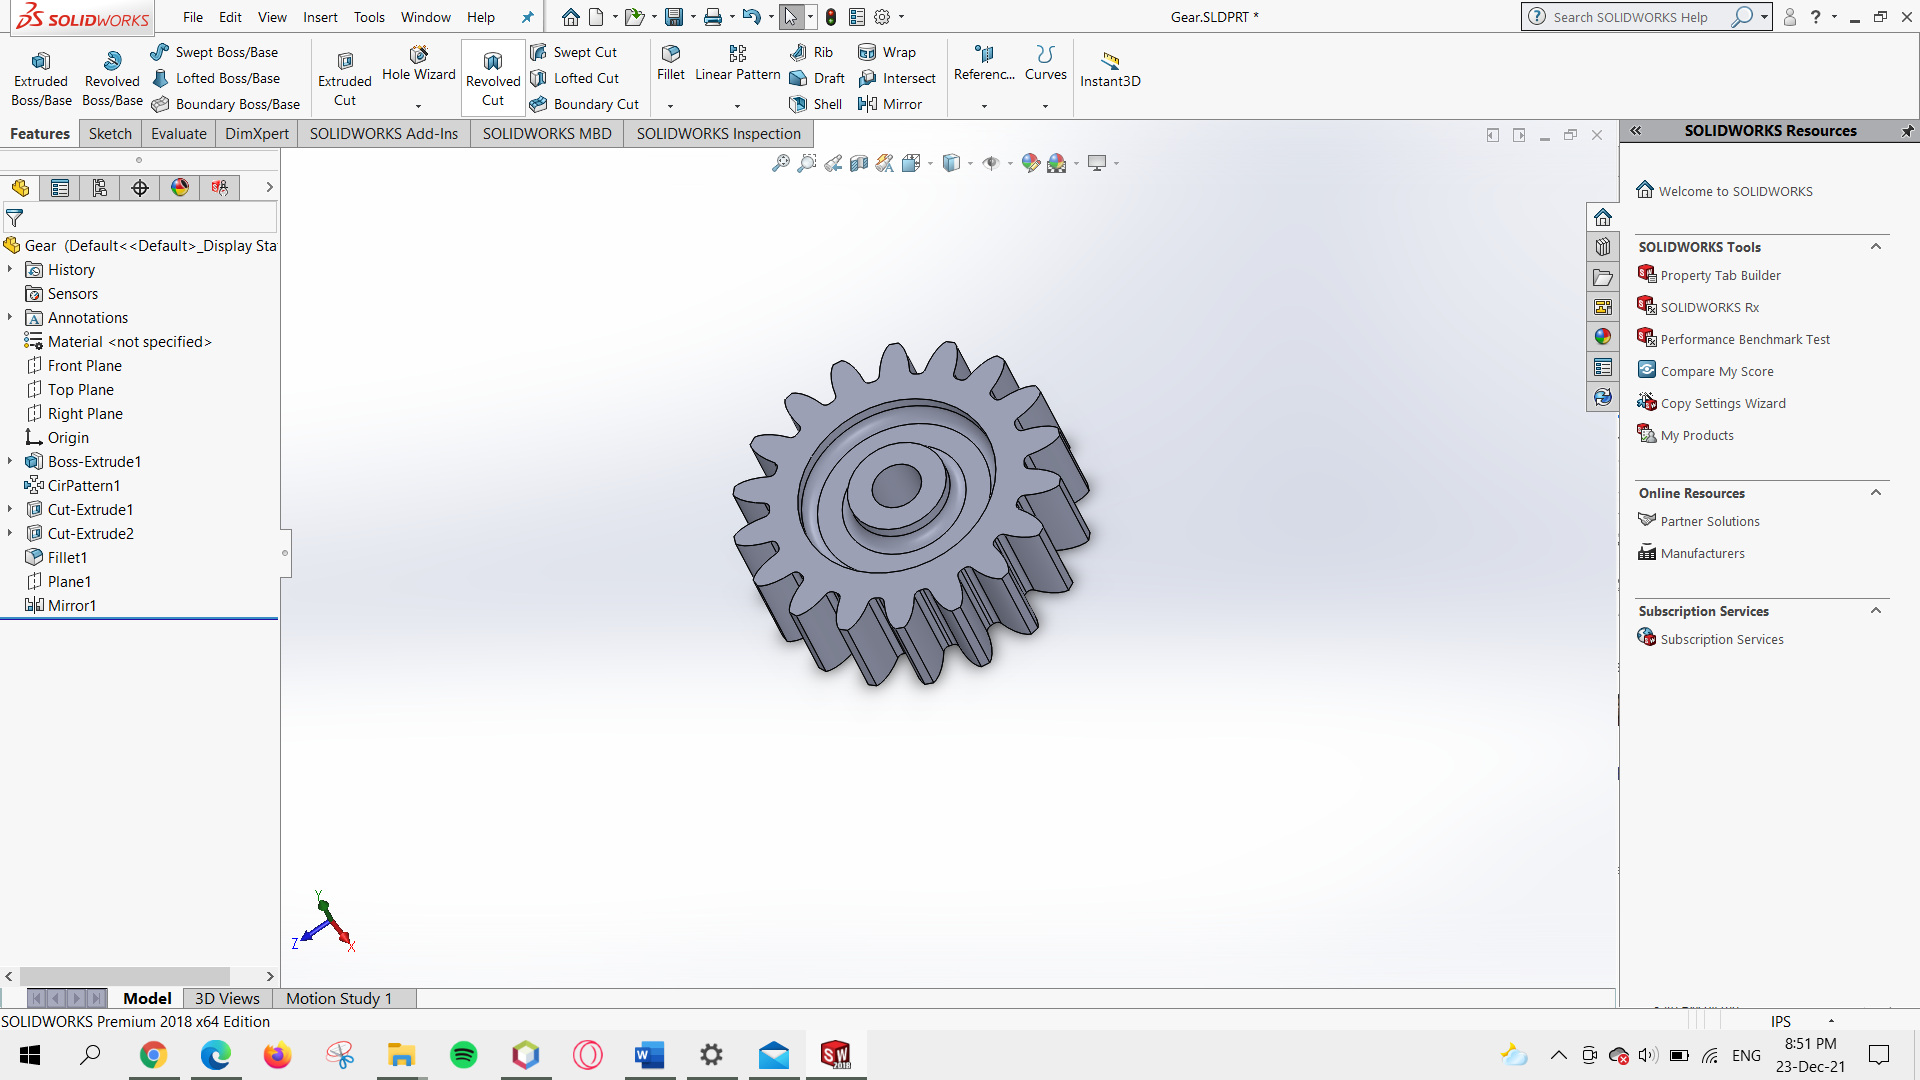 SOLIDWORKS File Edit View Insert Tools Window Help Gear.SLDPRT * Search SOLIDWORKS Help
Extruded Boss/Base
Revolved Boss/Base
Swept Boss/Base
Lofted Boss/Base
Boundary Boss/Base
Extruded Cut
Hole Wizard
Revolved Cut
Swept Cut
Lofted Cut
Boundary Cut
Fillet
Linear Pattern
Rib
Draft
Shell
Wrap
Intersect
Mirror
Referenc...
Curves
Instant3D
Features Sketch Evaluate DimXpert SOLIDWORKS Add-Ins SOLIDWORKS MBD SOLIDWORKS Inspection
Gear (Default<<Default>_Display Sta
History
Sensors
Annotations
Material <not specified>
Front Plane
Top Plane
Right Plane
Origin
Boss-Extrude1
CirPattern1
Cut-Extrude1
Cut-Extrude2
Fillet1
Plane1
Mirror1
Y
Z
X
SOLIDWORKS Resources
Welcome to SOLIDWORKS
SOLIDWORKS Tools
Property Tab Builder
SOLIDWORKS Rx
Performance Benchmark Test
Compare My Score
Copy Settings Wizard
My Products
Online Resources
Partner Solutions
Manufacturers
Subscription Services
Subscription Services
Model 3D Views Motion Study 1
SOLIDWORKS Premium 2018 x64 Edition
IPS
SW
2018
ENG
8:51 PM
23-Dec-21